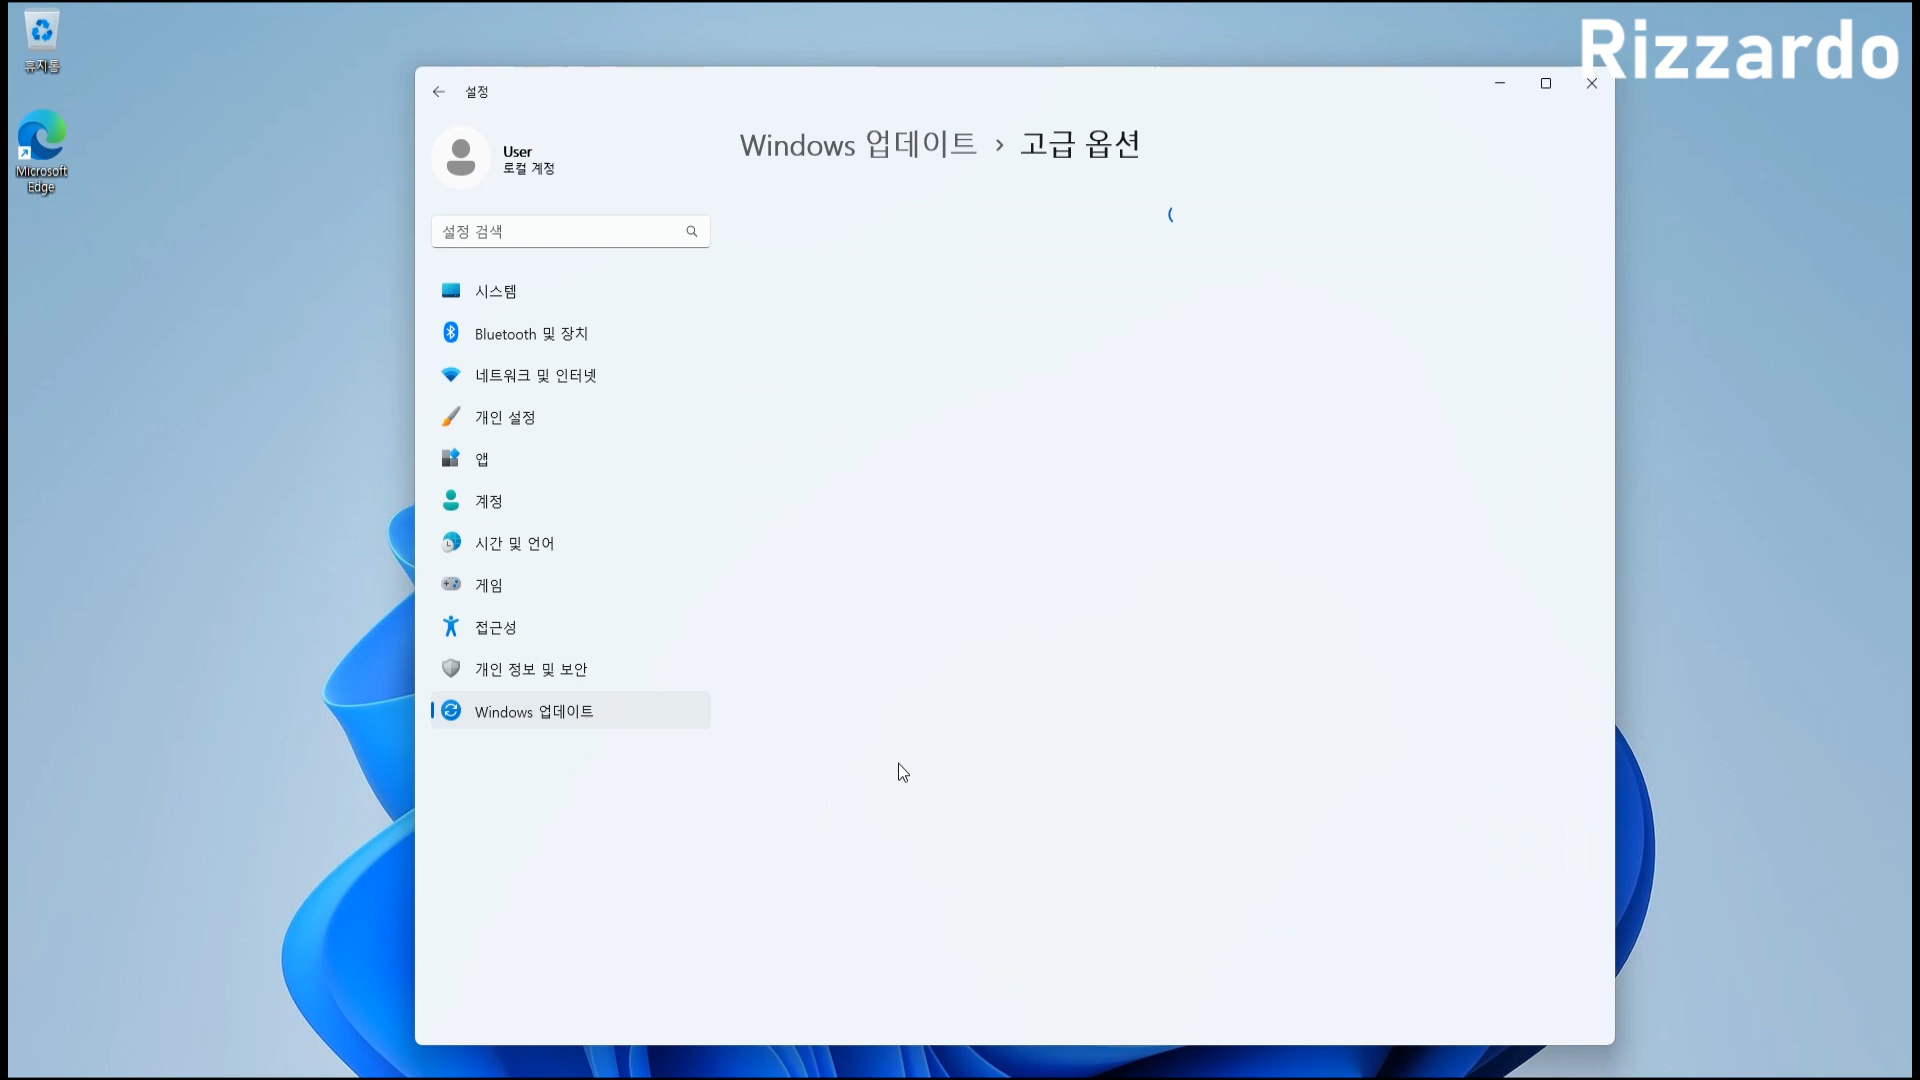 Rizzardo
휴지통
Microsoft
Edge
설정
User
로컬 계정
Windows 업데이트 › 고급 옵션
설정 검색
시스템
Bluetooth 및 장치
네트워크 및 인터넷
개인 설정
앱
계정
시간 및 언어
게임
접근성
개인 정보 및 보안
Windows 업데이트